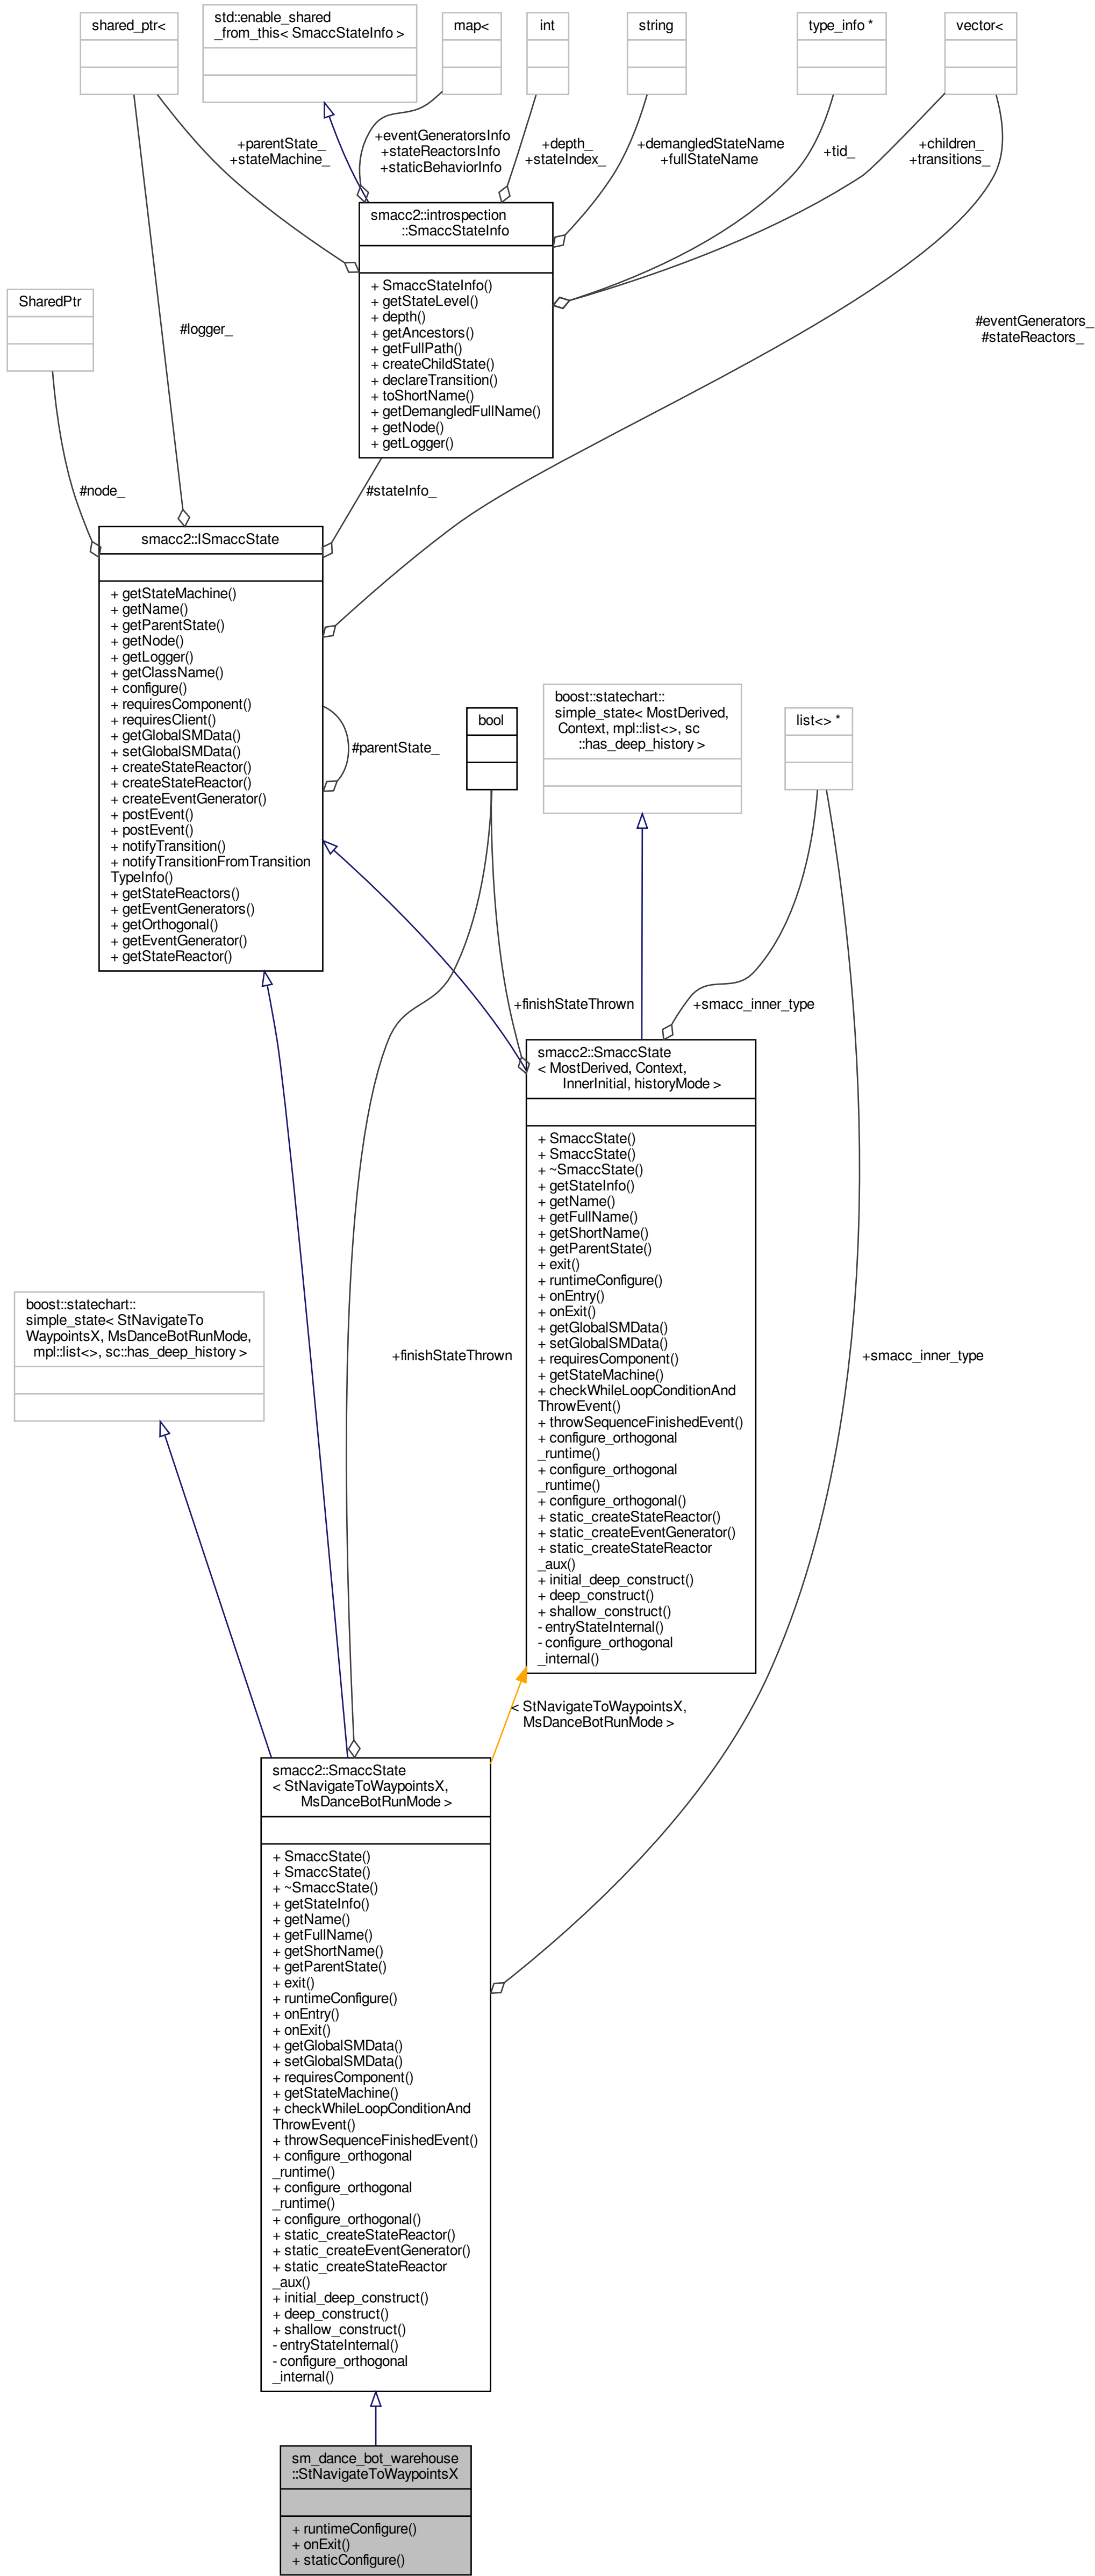 shared_ptr<
std::enable_shared
_from_this< SmaccStateInfo >
map<
int
string
type_info *
vector<
+parentState_
+stateMachine_
+eventGeneratorsInfo
+stateReactorsInfo
+staticBehaviorInfo
+depth_
+stateIndex_
+demangledStateName
+fullStateName
+tid_
+children_
+transitions_
smacc2::introspection
::SmaccStateInfo
+ SmaccStateInfo()
+ getStateLevel()
+ depth()
+ getAncestors()
+ getFullPath()
+ createChildState()
+ declareTransition()
+ toShortName()
+ getDemangledFullName()
+ getNode()
+ getLogger()
SharedPtr
#logger_
#eventGenerators_
#stateReactors_
#node_
#stateInfo_
smacc2::ISmaccState
+ getStateMachine()
+ getName()
+ getParentState()
+ getNode()
+ getLogger()
+ getClassName()
+ configure()
+ requiresComponent()
+ requiresClient()
+ getGlobalSMData()
+ setGlobalSMData()
+ createStateReactor()
+ createStateReactor()
+ createEventGenerator()
+ postEvent()
+ postEvent()
+ notifyTransition()
+ notifyTransitionFromTransition
TypeInfo()
+ getStateReactors()
+ getEventGenerators()
+ getOrthogonal()
+ getEventGenerator()
+ getStateReactor()
#parentState_
bool
boost::statechart::
simple_state< MostDerived,
Context, mpl::list<>, sc
::has_deep_history >
list<> *
+finishStateThrown
+smacc_inner_type
smacc2::SmaccState
< MostDerived, Context,
InnerInitial, historyMode >
+ SmaccState()
+ SmaccState()
+ ~SmaccState()
+ getStateInfo()
+ getName()
+ getFullName()
+ getShortName()
+ getParentState()
+ exit()
+ runtimeConfigure()
+ onEntry()
+ onExit()
+ getGlobalSMData()
+ setGlobalSMData()
+ requiresComponent()
+ getStateMachine()
+ checkWhileLoopConditionAnd
ThrowEvent()
+ throwSequenceFinishedEvent()
+ configure_orthogonal
_runtime()
+ configure_orthogonal
_runtime()
+ configure_orthogonal()
+ static_createStateReactor()
+ static_createEventGenerator()
+ static_createStateReactor
_aux()
+ initial_deep_construct()
+ deep_construct()
+ shallow_construct()
- entryStateInternal()
- configure_orthogonal
_internal()
boost::statechart::
simple_state< StNavigateTo
WaypointsX, MsDanceBotRunMode,
mpl::list<>, sc::has_deep_history >
+finishStateThrown
+smacc_inner_type
< StNavigateToWaypointsX,
MsDanceBotRunMode >
smacc2::SmaccState
< StNavigateToWaypointsX,
MsDanceBotRunMode >
+ SmaccState()
+ SmaccState()
+ ~SmaccState()
+ getStateInfo()
+ getName()
+ getFullName()
+ getShortName()
+ getParentState()
+ exit()
+ runtimeConfigure()
+ onEntry()
+ onExit()
+ getGlobalSMData()
+ setGlobalSMData()
+ requiresComponent()
+ getStateMachine()
+ checkWhileLoopConditionAnd
ThrowEvent()
+ throwSequenceFinishedEvent()
+ configure_orthogonal
_runtime()
+ configure_orthogonal
_runtime()
+ configure_orthogonal()
+ static_createStateReactor()
+ static_createEventGenerator()
+ static_createStateReactor
_aux()
+ initial_deep_construct()
+ deep_construct()
+ shallow_construct()
- entryStateInternal()
- configure_orthogonal
_internal()
sm_dance_bot_warehouse
::StNavigateToWaypointsX
+ runtimeConfigure()
+ onExit()
+ staticConfigure()